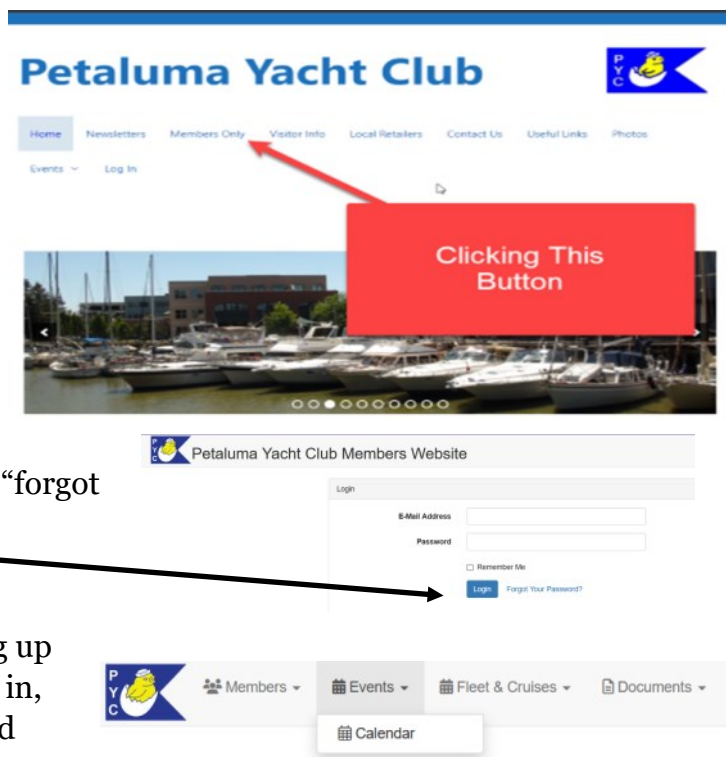 Petaluma Yacht Club
P
Y
C
Home Newsletters Members Only Visitor Info Local Retailers Contact Us Useful Links Photos
Events Log In
Clicking This
Button
P
Y
C
Petaluma Yacht Club Members Website
“forgot
Login
E-Mail Address
Password
Remember Me
Login Forgot Your Password?
g up
in,
d
P
Y
C
Members Events Fleet & Cruises Documents
Calendar